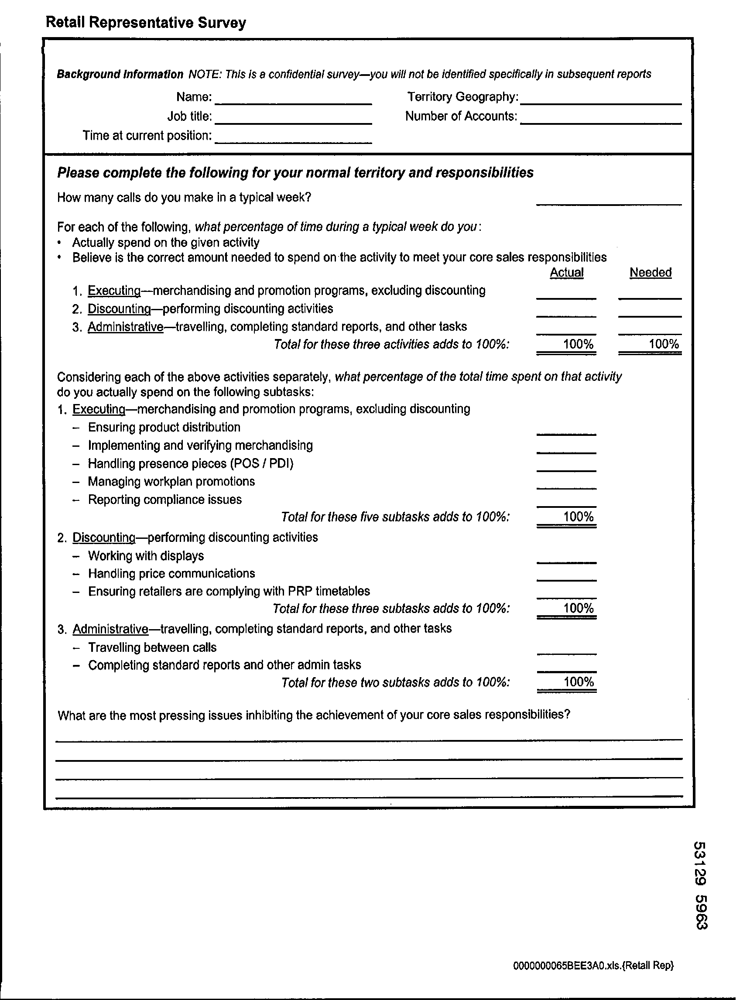 Retail Representative Survey
Background Information NOTE: This is a confidential survey—you will not be identified specifically in subsequent reports
Name: Territory Geography:
Job title: Number of Accounts:
Time at current position:
Please complete the following for your normal territory and responsibilities
How many calls do you make in a typical week?
For each of the following, what percentage of time during a typical week do you:
• Actually spend on the given activity
• Believe is the correct amount needed to spend on the activity to meet your core sales responsibilities
Actual Needed
1. Executing—merchandising and promotion programs, excluding discounting
2. Discounting—performing discounting activities
3. Administrative—travelling, completing standard reports, and other tasks
Total for these three activities adds to 100%: 100% 100%
Considering each of the above activities separately, what percentage of the total time spent on that activity
do you actually spend on the following subtasks:
1. Executing—merchandising and promotion programs, excluding discounting
– Ensuring product distribution
– Implementing and verifying merchandising
– Handling presence pieces (POS / PDI)
– Managing workplan promotions
– Reporting compliance issues
Total for these five subtasks adds to 100%: 100%
2. Discounting—performing discounting activities
– Working with displays
– Handling price communications
– Ensuring retailers are complying with PRP timetables
Total for these three subtasks adds to 100%: 100%
3. Administrative—travelling, completing standard reports, and other tasks
– Travelling between calls
– Completing standard reports and other admin tasks
Total for these two subtasks adds to 100%: 100%
What are the most pressing issues inhibiting the achievement of your core sales responsibilities?
53129 5963
0000000065BEE3A0.xls.{Retail Rep}